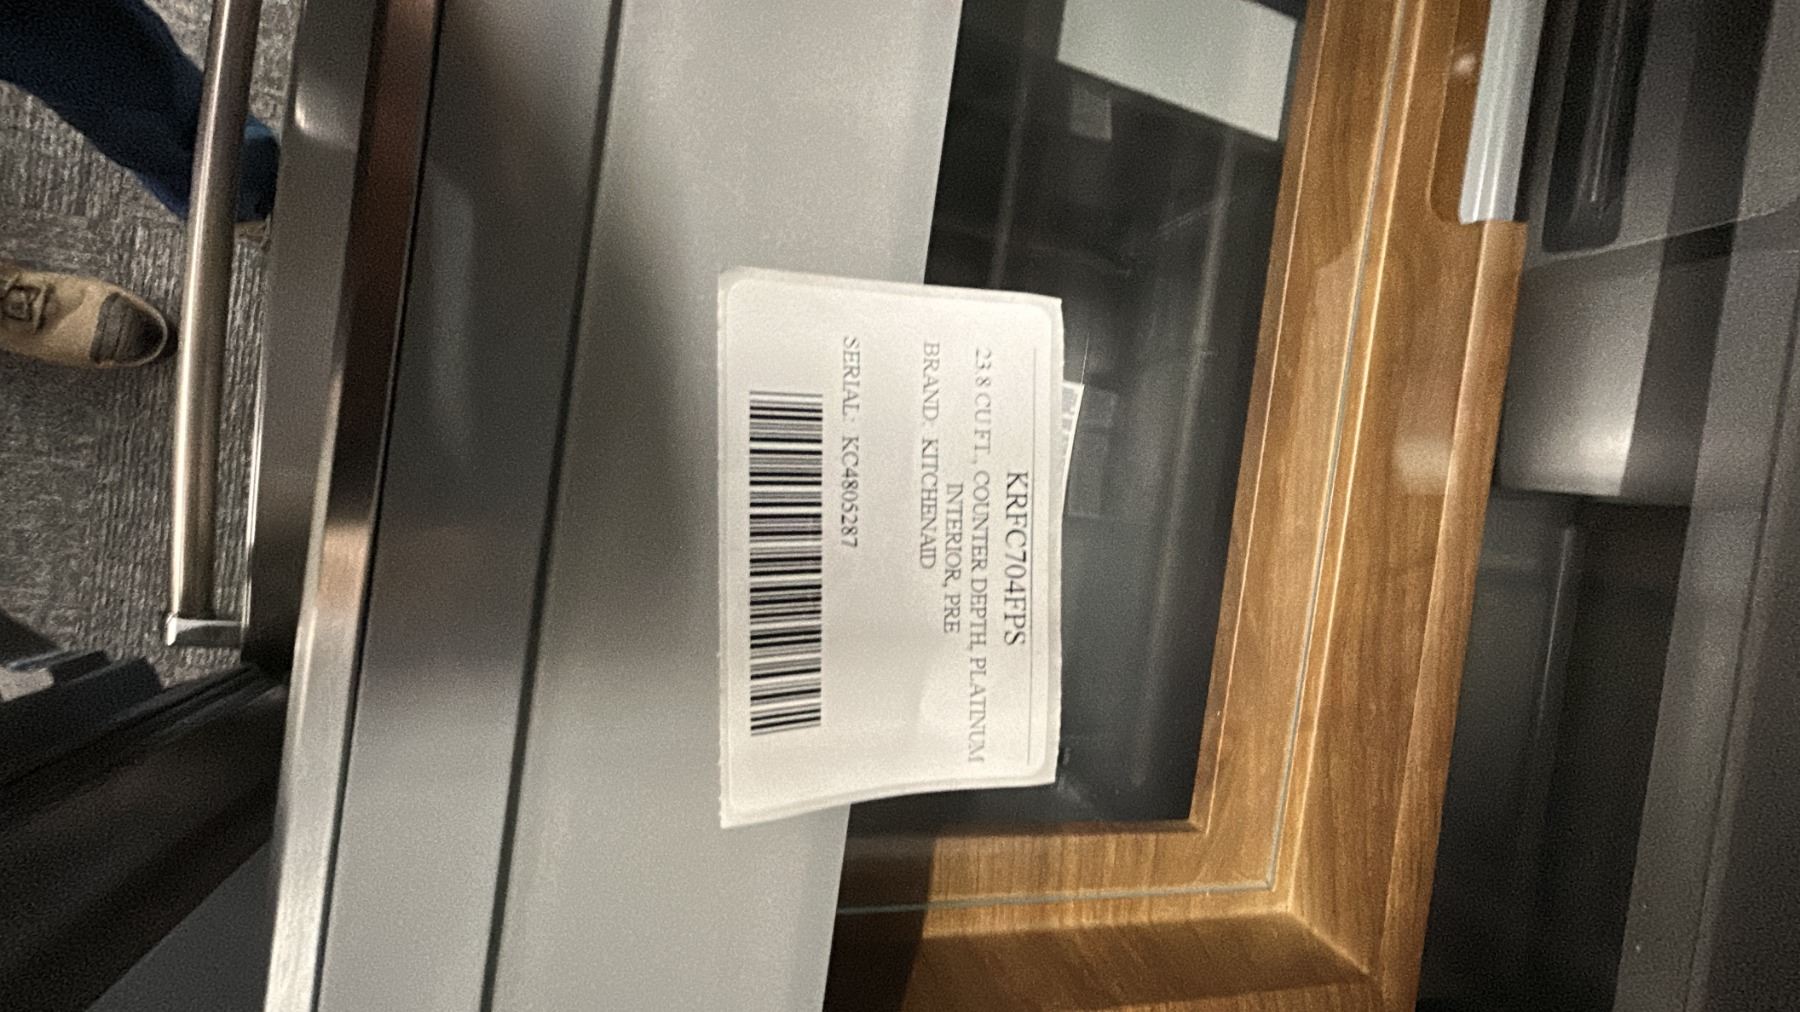 KRFC704FPS
23.8 CU FT., COUNTER DEPTH, PLATINUM
INTERIOR, PRE
BRAND: KITCHENAID
SERIAL: KC4805287